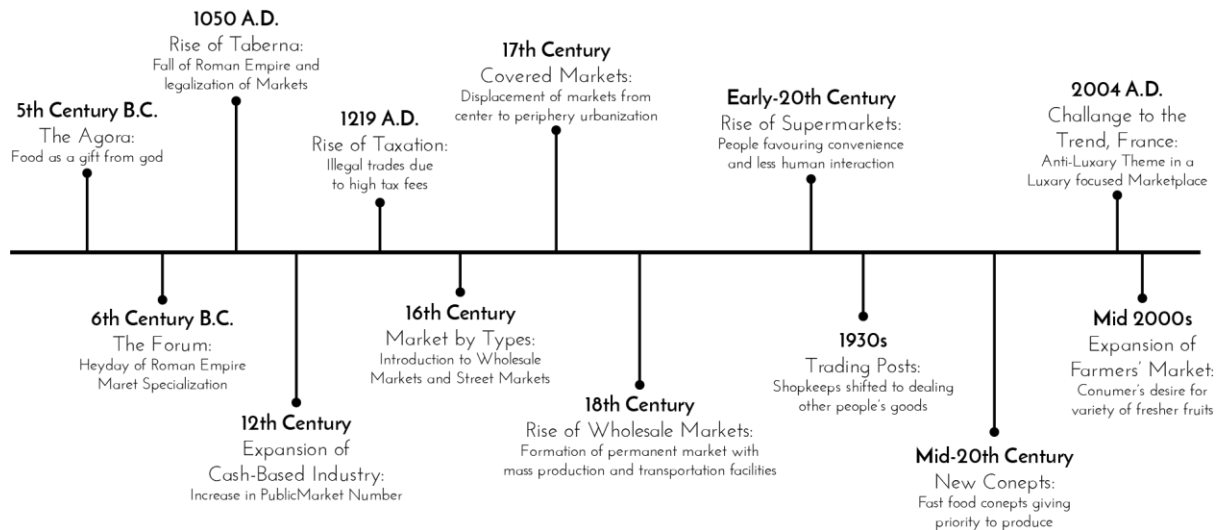 5th Century B.C.
The Agora:
Food as a gift from god
6th Century B.C.
The Forum:
Heyday of Roman Empire
Maret Specialization
1050 A.D.
Rise of Taberna:
Fall of Roman Empire and
legalization of Markets
12th Century
Expansion of
Cash-Based Industry:
Increase in PublicMarket Number
1219 A.D.
Rise of Taxation:
Illegal trades due
to high tax fees
16th Century
Market by Types:
Introduction to Wholesale
Markets and Street Markets
17th Century
Covered Markets:
Displacement of markets from
center to periphery urbanization
18th Century
Rise of Wholesale Markets:
Formation of permanent market with
mass production and transportation facilities
Early-20th Century
Rise of Supermarkets:
People favouring convenience
and less human interaction
1930s
Trading Posts:
Shopkeeps shifted to dealing
other people's goods
Mid-20th Century
New Conepts:
Fast food conepts giving
priority to produce
2004 A.D.
Challange to the
Trend, France:
Anti-Luxary Theme in a
Luxary focused Marketplace
Mid 2000s
Expansion of
Farmers' Market:
Conumer's desire for
variety of fresher fruits